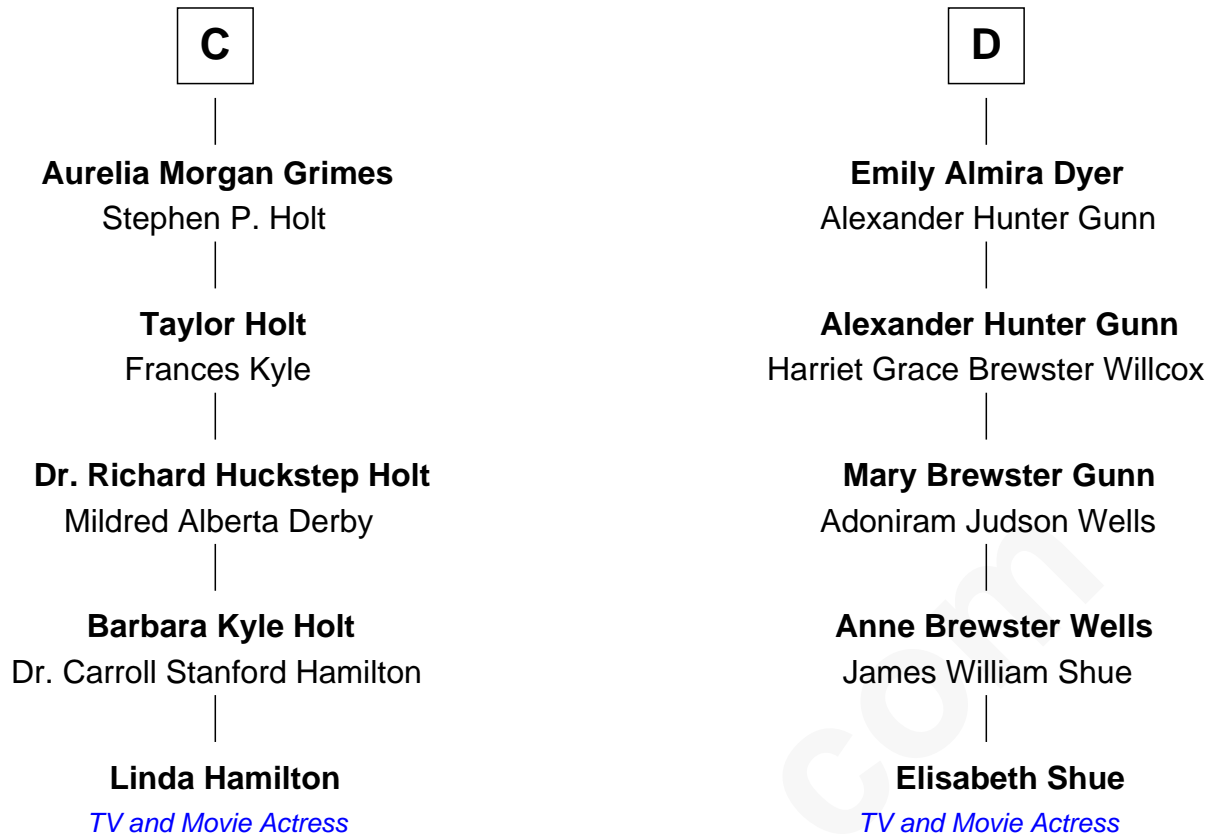 C
Aurelia Morgan Grimes
Stephen P. Holt
Taylor Holt
Frances Kyle
Dr. Richard Huckstep Holt
Mildred Alberta Derby
Barbara Kyle Holt
Dr. Carroll Stanford Hamilton
Linda Hamilton
TV and Movie Actress
D
Emily Almira Dyer
Alexander Hunter Gunn
Alexander Hunter Gunn
Harriet Grace Brewster Willcox
Mary Brewster Gunn
Adoniram Judson Wells
Anne Brewster Wells
James William Shue
Elisabeth Shue
TV and Movie Actress
com